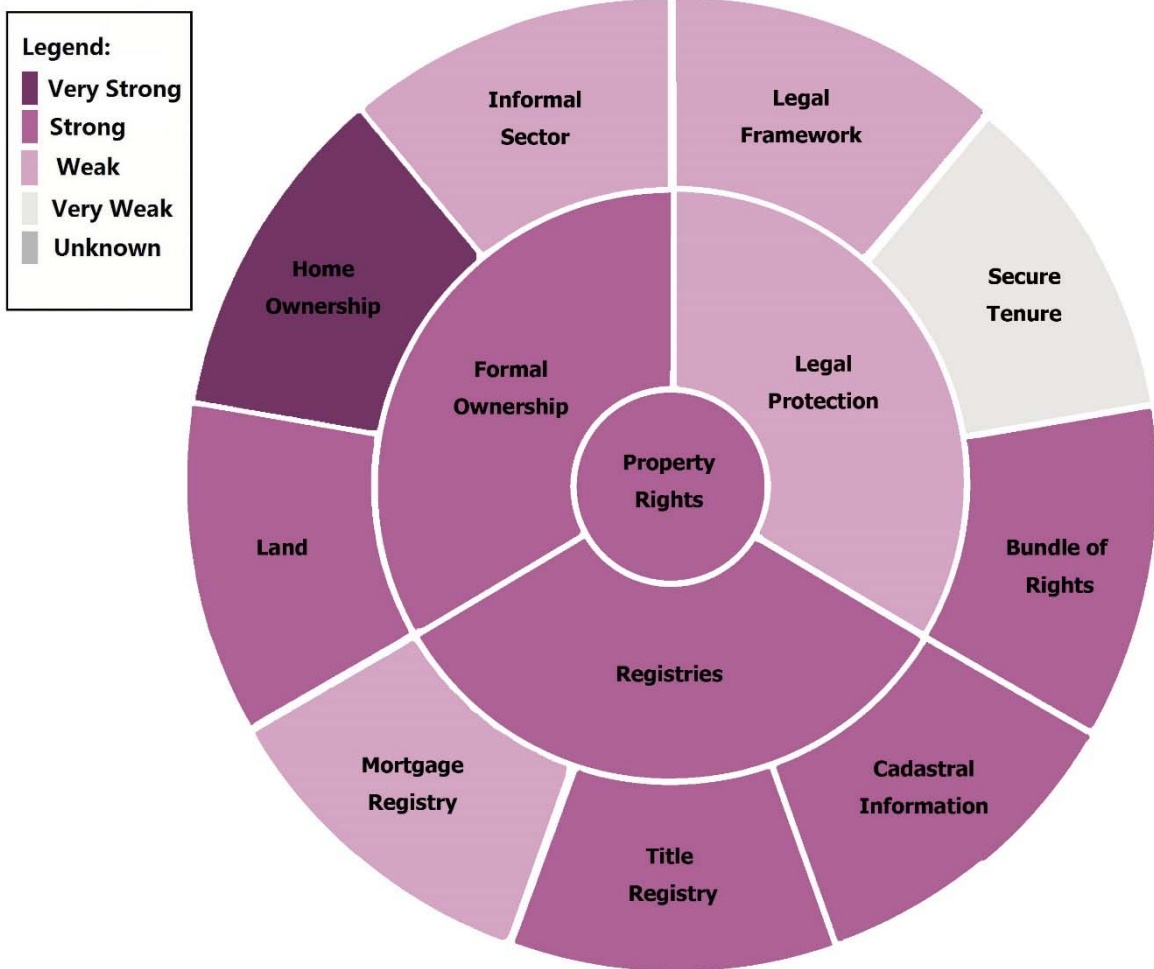 Legend:
Very Strong
Strong
Weak
Very Weak
Unknown
Informal
Sector
Legal
Framework
Home
Ownership
Secure
Tenure
Formal
Ownership
Legal
Protection
Property
Rights
Land
Bundle of
Rights
Registries
Mortgage
Registry
Cadastral
Information
Title
Registry